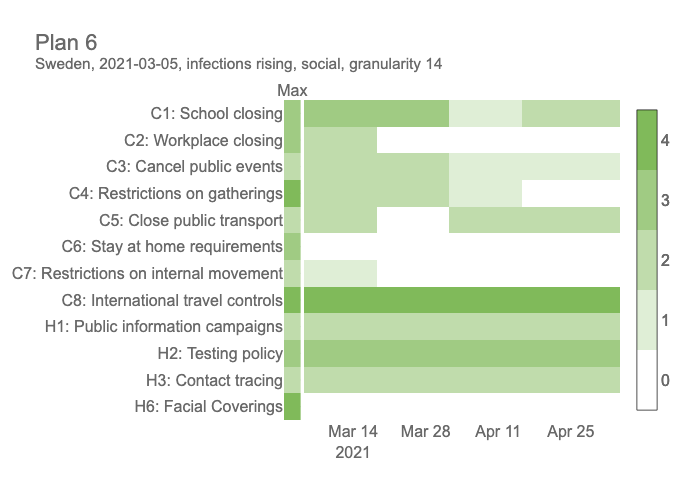 Plan 6
Sweden, 2021-03-05, infections rising, social, granularity 14
Max
C1: School closing
C2: Workplace closing
C3: Cancel public events
C4: Restrictions on gatherings
C5: Close public transport
C6: Stay at home requirements
C7: Restrictions on internal movement
C8: International travel controls
H1: Public information campaigns
H2: Testing policy
H3: Contact tracing
H6: Facial Coverings
4
3
2
1
0
Mar 14 Mar 28 Apr 11 Apr 25
2021